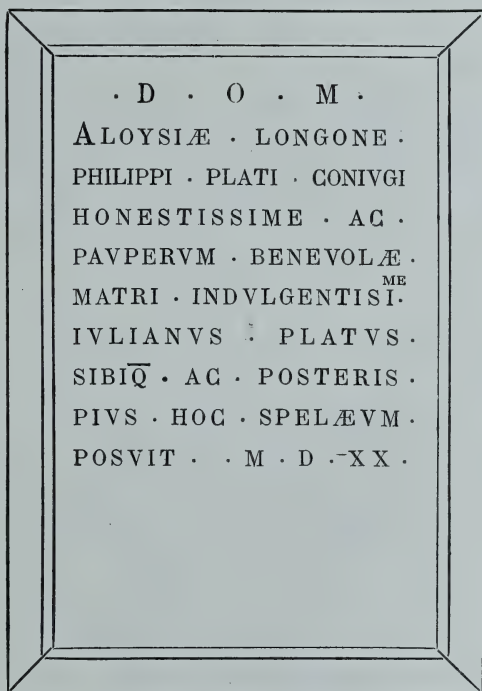 · D · O · M ·
ALOYSIÆ · LONGONE ·
PHILIPPI · PLATI · CONIVGI
HONESTISSIME · AC ·
PAVPERVM · BENEVOLÆ ·
MATRI · INDVLGENTISI^ME·
IVLIANVS · PLATVS ·
SIBIQ̅ · AC · POSTERIS ·
PIVS · HOC · SPELÆVM ·
POSVIT · · M · D ·-XX ·